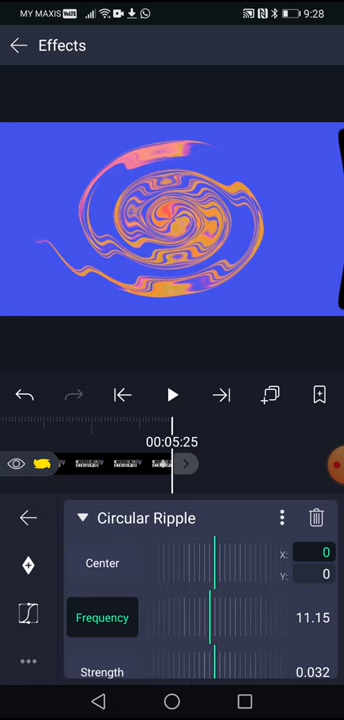 MY MAXIS VoLTE 9:28
Effects
00:05:25
Circular Ripple
Center X: 0
Y: 0
Frequency 11.15
Strength 0.032